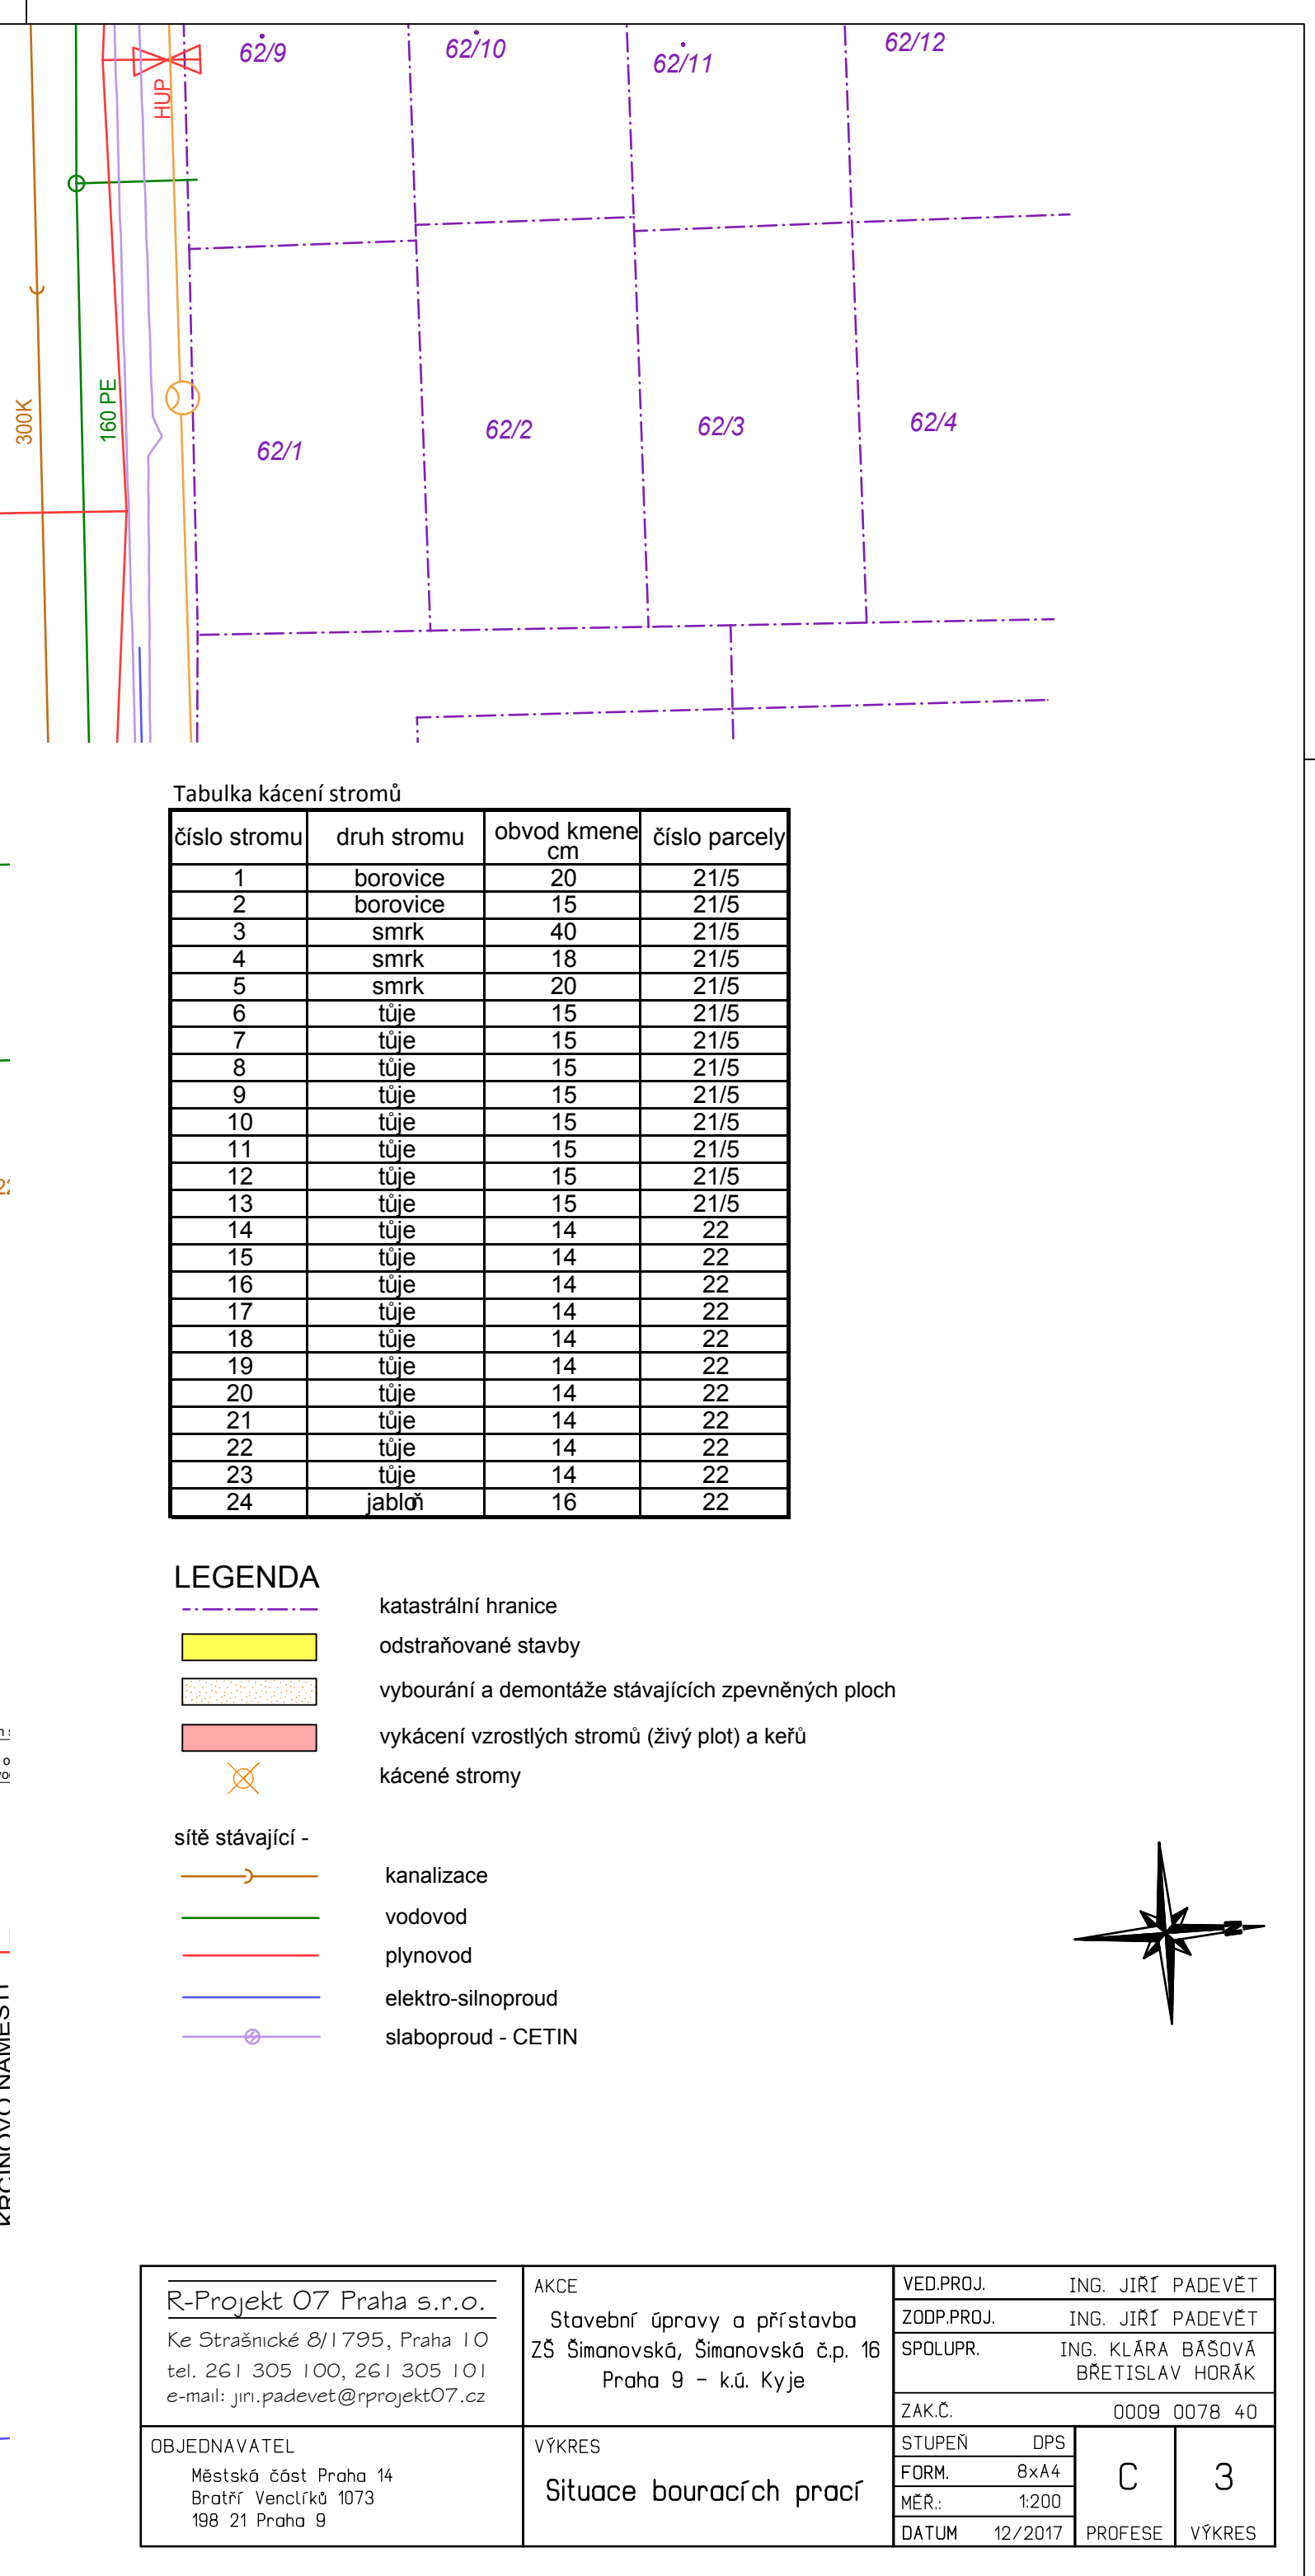 62/9
62/10
62/11
62/12
HUP
300K
160 PE
62/1
62/2
62/3
62/4
Tabulka kácení stromů
číslo stromu druh stromu obvod kmene cm číslo parcely
1 borovice 20 21/5
2 borovice 15 21/5
3 smrk 40 21/5
4 smrk 18 21/5
5 smrk 20 21/5
6 tůje 15 21/5
7 tůje 15 21/5
8 tůje 15 21/5
9 tůje 15 21/5
10 tůje 15 21/5
11 tůje 15 21/5
12 tůje 15 21/5
13 tůje 15 21/5
14 tůje 14 22
15 tůje 14 22
16 tůje 14 22
17 tůje 14 22
18 tůje 14 22
19 tůje 14 22
20 tůje 14 22
21 tůje 14 22
22 tůje 14 22
23 tůje 14 22
24 jabloň 16 22
LEGENDA
katastrální hranice
odstraňované stavby
vybourání a demontáže stávajících zpevněných ploch
vykácení vzrostlých stromů (živý plot) a keřů
kácené stromy
sítě stávající -
kanalizace
vodovod
plynovod
elektro-silnoproud
slaboproud - CETIN
N
R-Projekt 07 Praha s.r.o.
Ke Strašnické 8/1795, Praha 10
tel. 261 305 100, 261 305 101
e-mail: jiri.padevet@rprojekt07.cz
OBJEDNAVATEL
Městská část Praha 14
Bratří Venclíků 1073
198 21 Praha 9
AKCE
Stavební úpravy a přístavba
ZŠ Šimanovská, Šimanovská č.p. 16
Praha 9 - k.ú. Kyje
VÝKRES
Situace bouracích prací
VED.PROJ. ING. JIŘÍ PADEVĚT
ZODP.PROJ. ING. JIŘÍ PADEVĚT
SPOLUPR. ING. KLÁRA BÁŠOVÁ
BŘETISLAV HORÁK
ZAK.Č. 0009 0078 40
STUPEŇ DPS
FORM. 8xA4
MĚŘ.: 1:200
DATUM 12/2017
C
PROFESE
3
VÝKRES